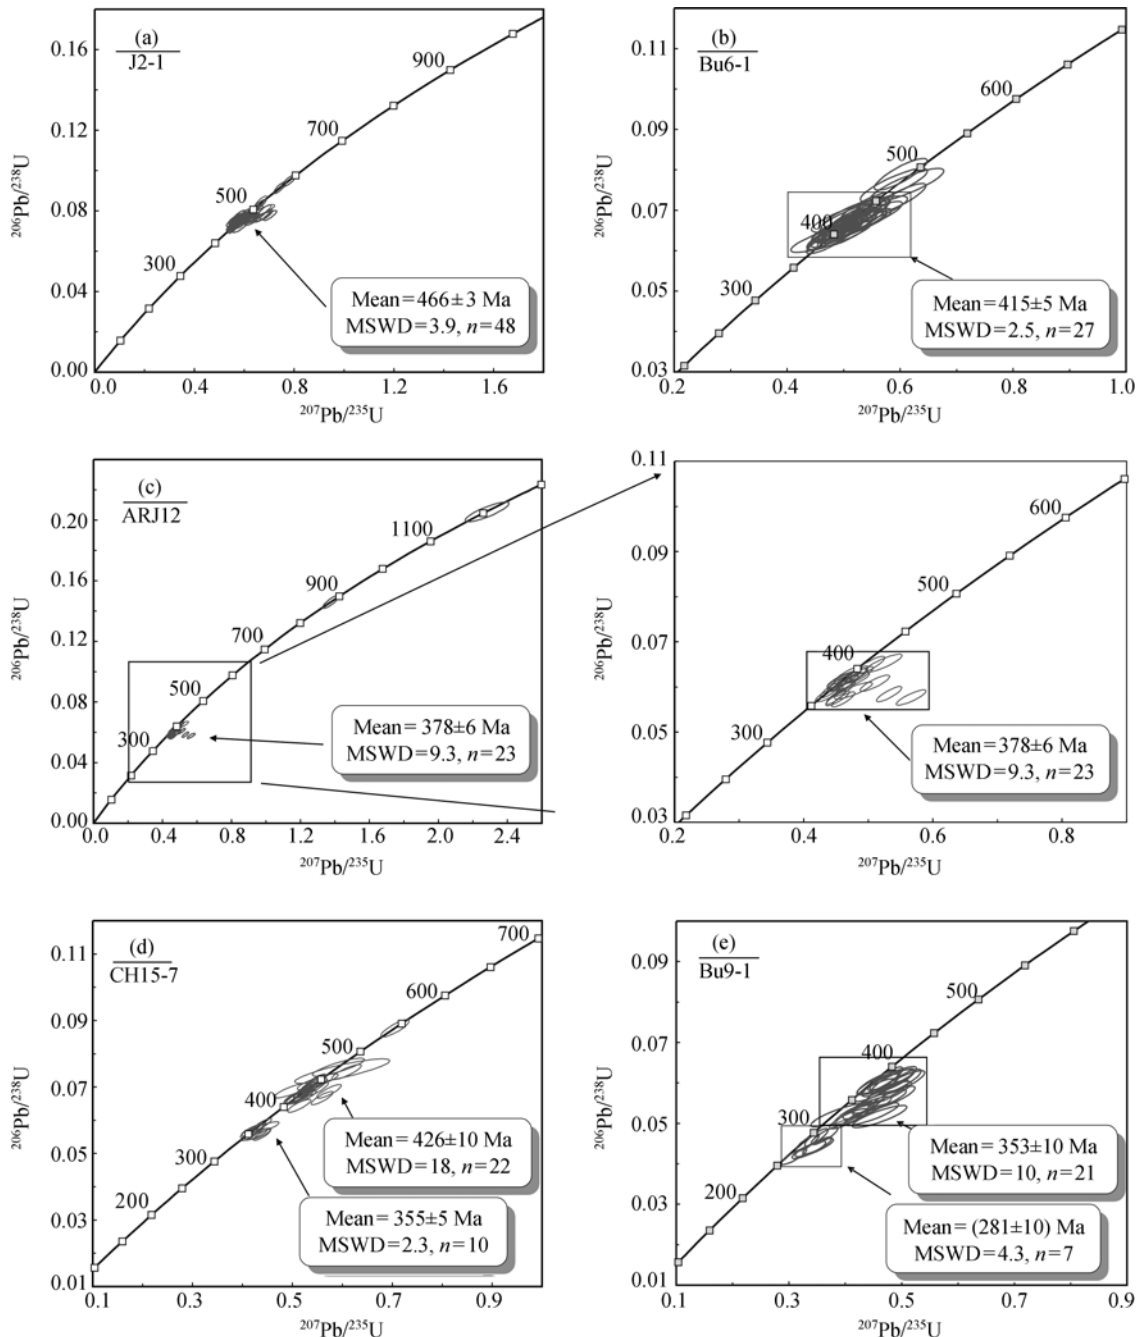 (a)
J2-1
0.16
0.12
0.08
0.04
0.00
900
700
500
300
Mean=466±3 Ma
MSWD=3.9, n=48
0.0
0.4
0.8
1.2
1.6
²⁰⁶Pb/²³⁸U
²⁰⁷Pb/²³⁵U
(b)
Bu6-1
0.11
0.09
0.07
0.05
0.03
600
500
400
300
Mean=415±5 Ma
MSWD=2.5, n=27
0.2
0.4
0.6
0.8
1.0
²⁰⁶Pb/²³⁸U
²⁰⁷Pb/²³⁵U
(c)
ARJ12
0.20
0.16
0.12
0.08
0.04
0.00
1100
900
700
500
300
Mean=378±6 Ma
MSWD=9.3, n=23
0.0
0.4
0.8
1.2
1.6
2.0
2.4
²⁰⁶Pb/²³⁸U
²⁰⁷Pb/²³⁵U
0.11
0.09
0.07
0.05
0.03
600
500
400
300
Mean=378±6 Ma
MSWD=9.3, n=23
0.2
0.4
0.6
0.8
²⁰⁶Pb/²³⁸U
²⁰⁷Pb/²³⁵U
(d)
CH15-7
0.11
0.09
0.07
0.05
0.03
0.01
700
600
500
400
300
200
Mean=426±10 Ma
MSWD=18, n=22
Mean=355±5 Ma
MSWD=2.3, n=10
0.1
0.3
0.5
0.7
0.9
²⁰⁶Pb/²³⁸U
²⁰⁷Pb/²³⁵U
(e)
Bu9-1
0.09
0.07
0.05
0.03
0.01
500
400
300
200
Mean=353±10 Ma
MSWD=10, n=21
Mean=(281±10) Ma
MSWD=4.3, n=7
0.1
0.3
0.5
0.7
0.9
²⁰⁶Pb/²³⁸U
²⁰⁷Pb/²³⁵U